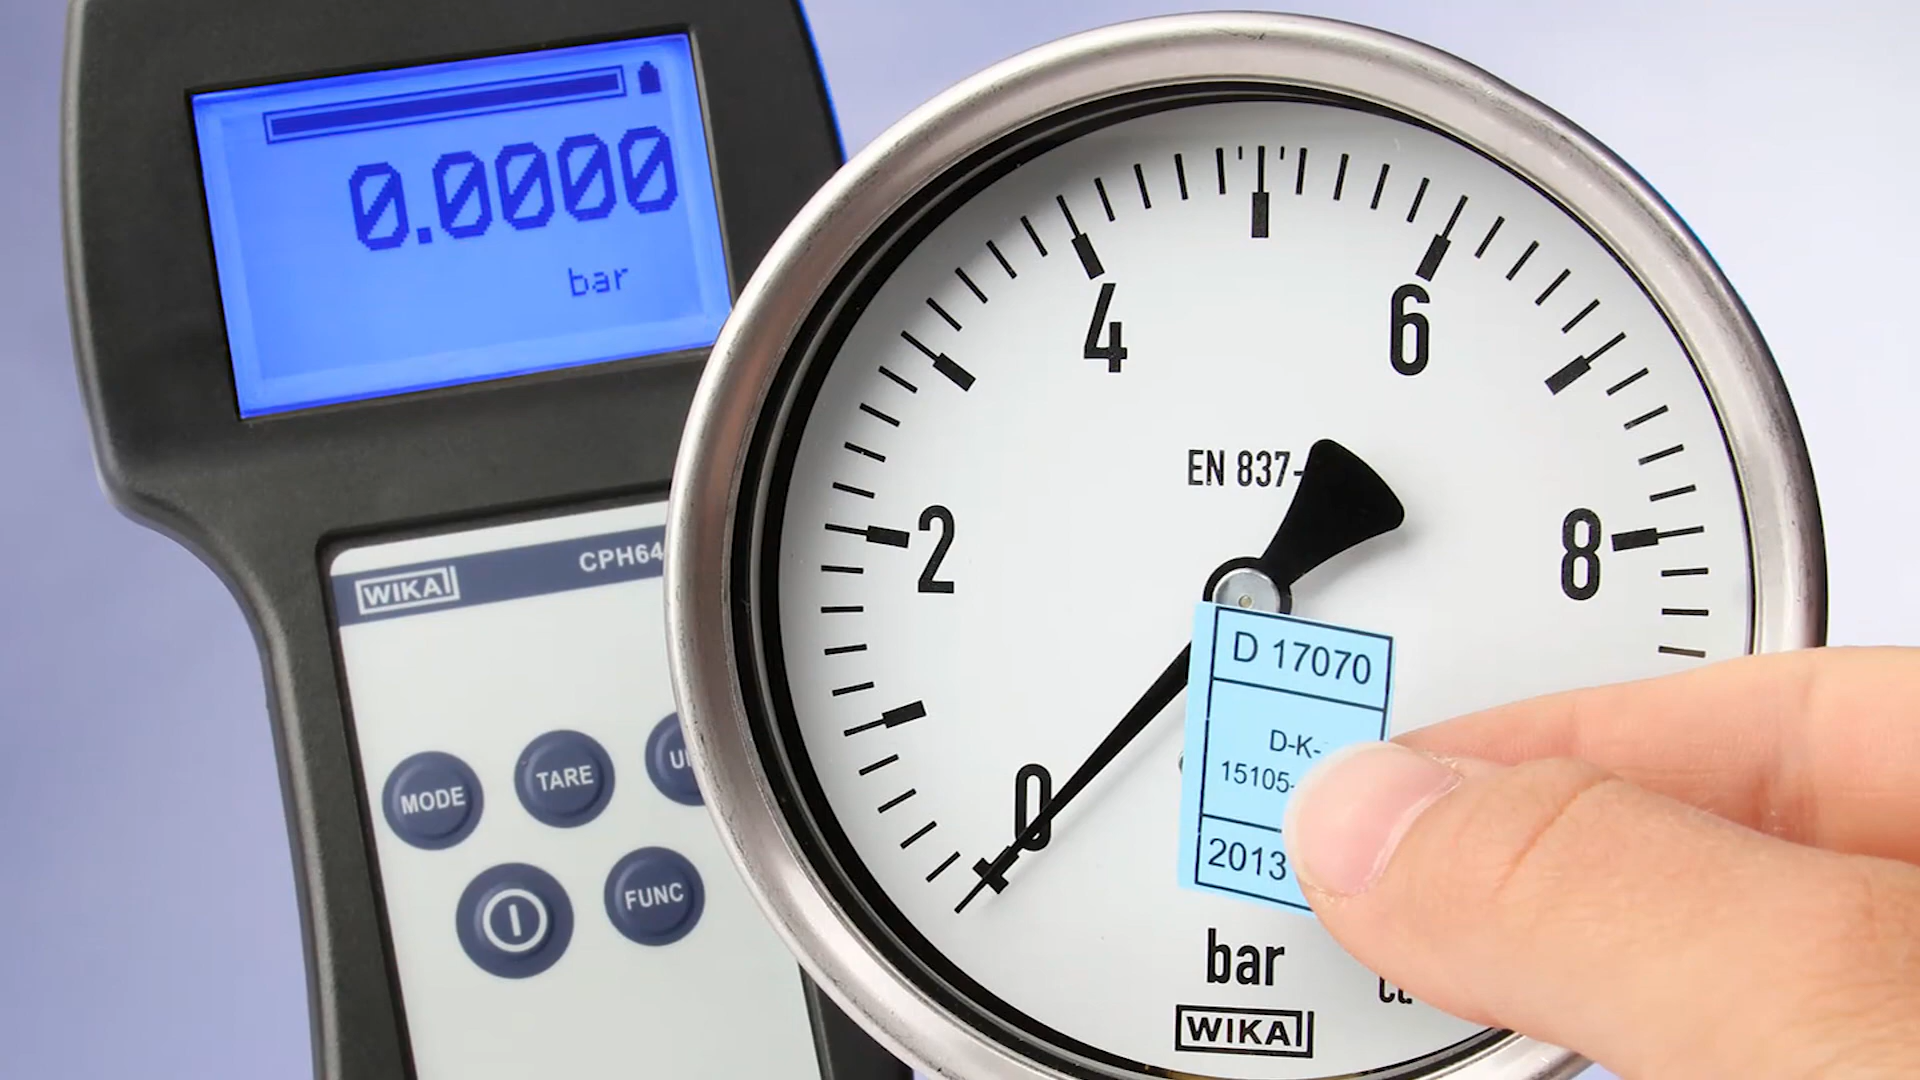 0.0000
bar
WIKA
CPH64
MODE
TARE
FUNC
4
6
2
8
0
EN 837-
D 17070
D-K-
15105-
2013
bar
WIKA